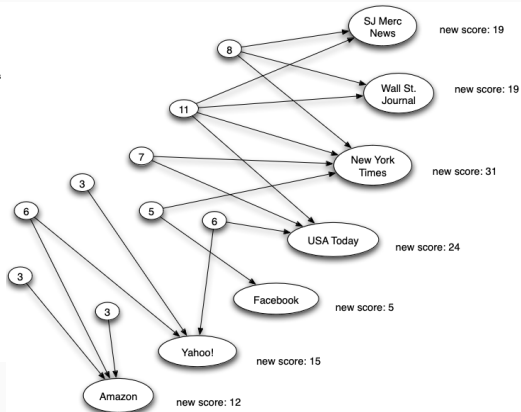 SJ Merc
News
new score: 19
8
Wall St.
Journal
new score: 19
11
New York
Times
new score: 31
7
3
5
6
6
USA Today
new score: 24
3
Facebook
new score: 5
3
Yahoo!
new score: 15
Amazon
new score: 12